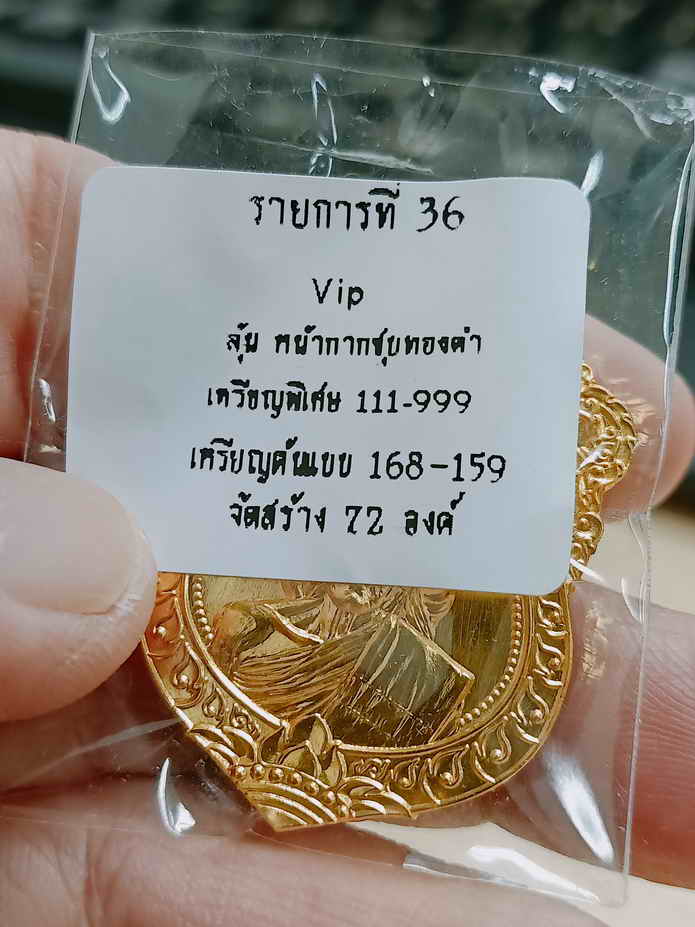 รายการที่ 36
Vip
ลุ้น หน้ากากชุบทองคำ
เหรียญพิเศษ 111-999
เหรียญต้นแบบ 168-159
จัดสร้าง 72 องค์